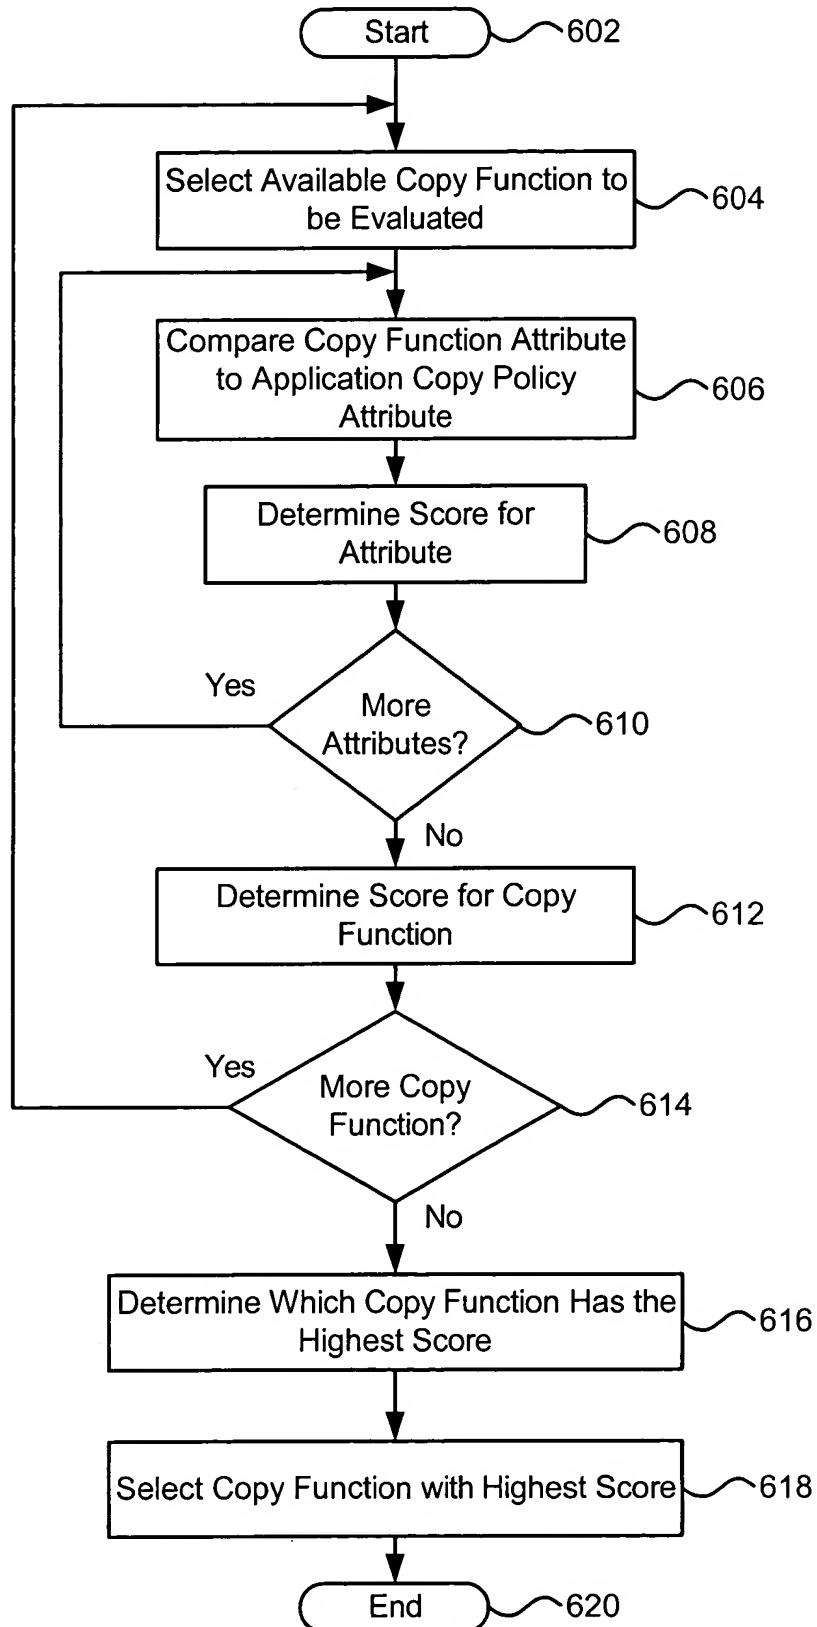 Start
602
Select Available Copy Function to
be Evaluated
604
Compare Copy Function Attribute
to Application Copy Policy
Attribute
606
Determine Score for
Attribute
608
Yes
More
Attributes?
610
No
Determine Score for Copy
Function
612
Yes
More Copy
Function?
614
No
Determine Which Copy Function Has the
Highest Score
616
Select Copy Function with Highest Score
618
End
620